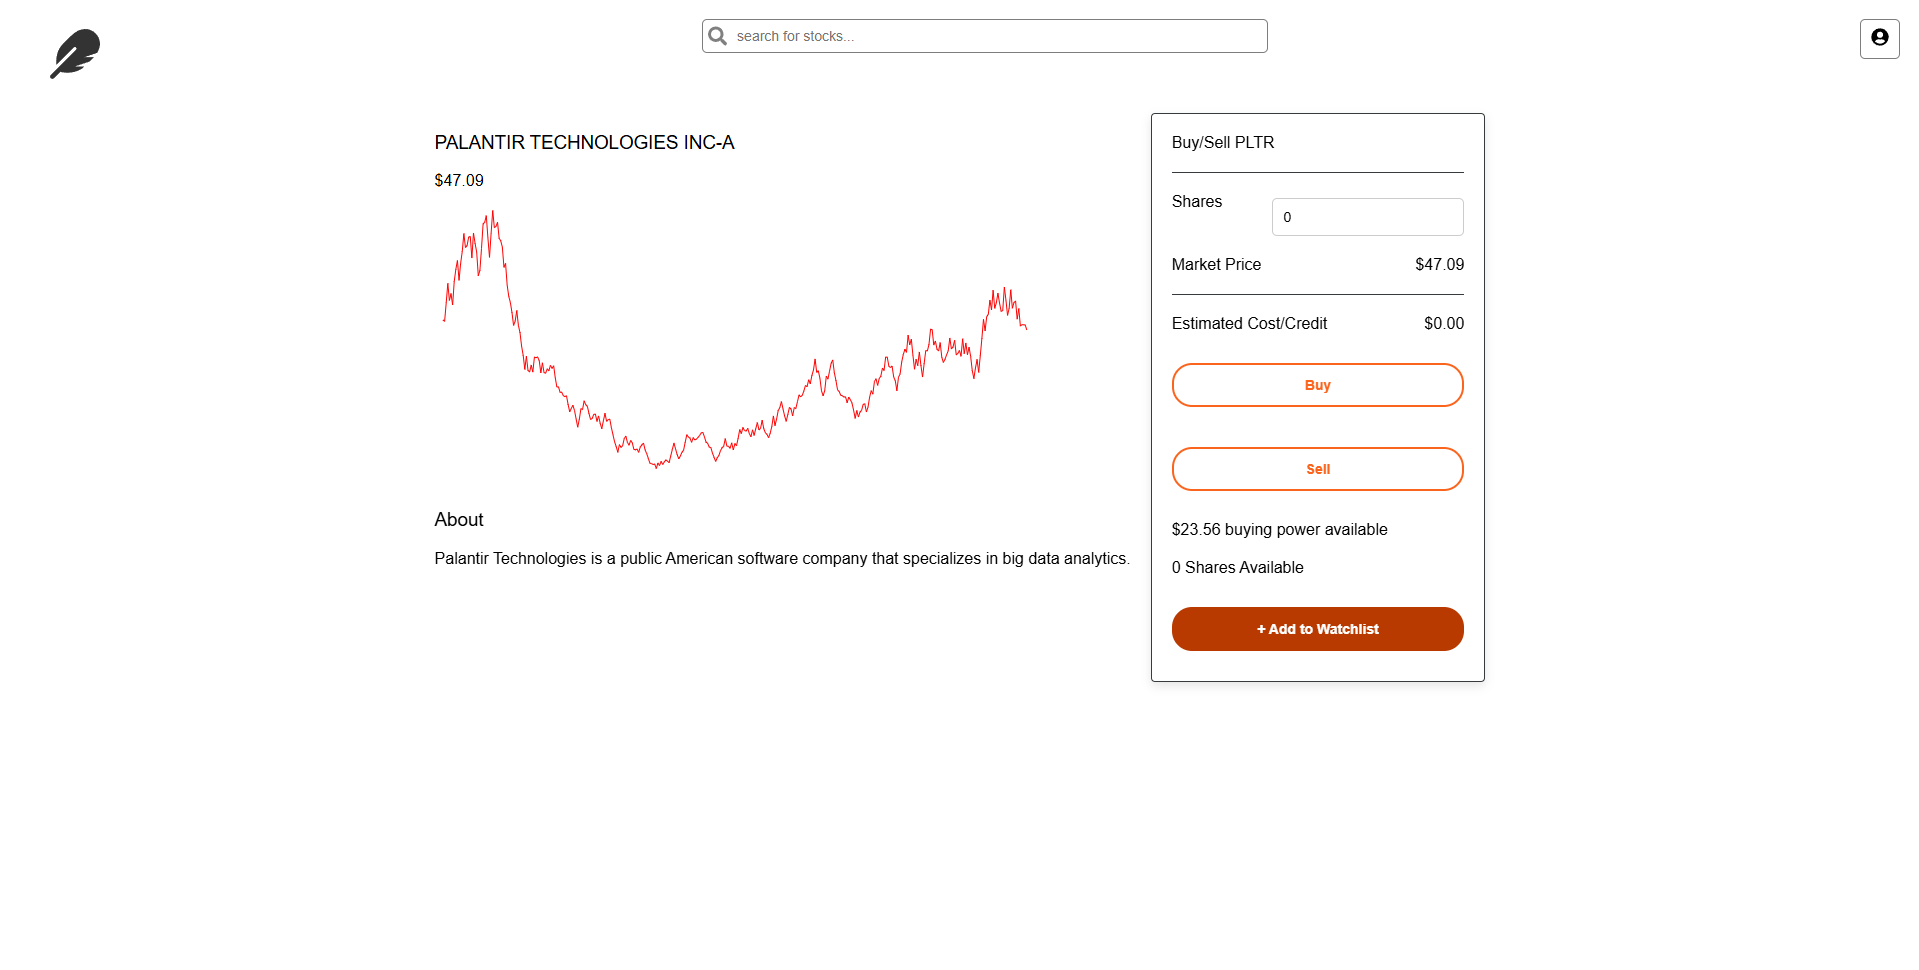 search for stocks...
PALANTIR TECHNOLOGIES INC-A
$47.09
About
Palantir Technologies is a public American software company that specializes in big data analytics.
Buy/Sell PLTR
Shares 0
Market Price $47.09
Estimated Cost/Credit $0.00
Buy
Sell
$23.56 buying power available
0 Shares Available
+ Add to Watchlist